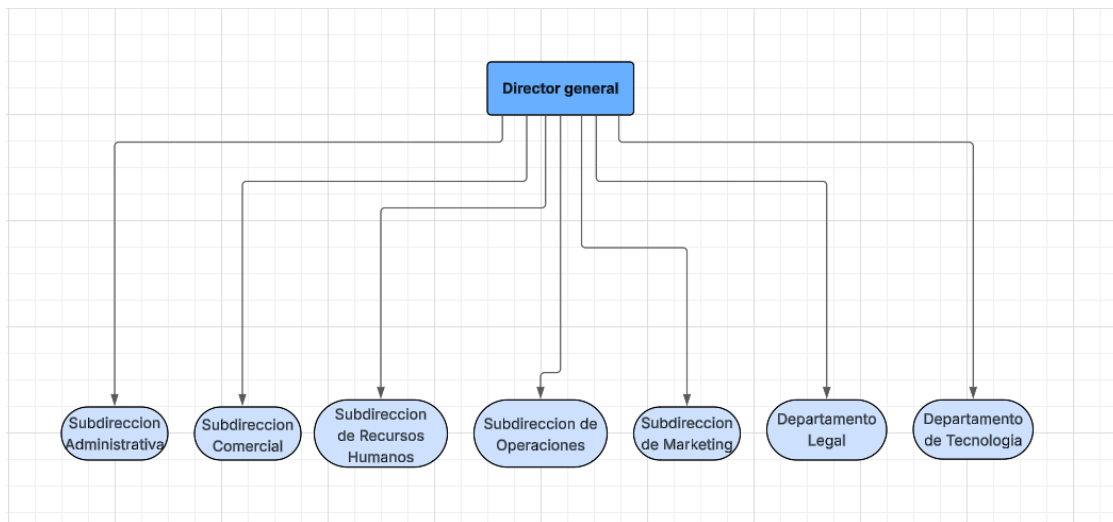 Director general
Subdireccion
Administrativa
Subdireccion
Comercial
Subdireccion
de Recursos
Humanos
Subdireccion de
Operaciones
Subdireccion
de Marketing
Departamento
Legal
Departamento
de Tecnologia